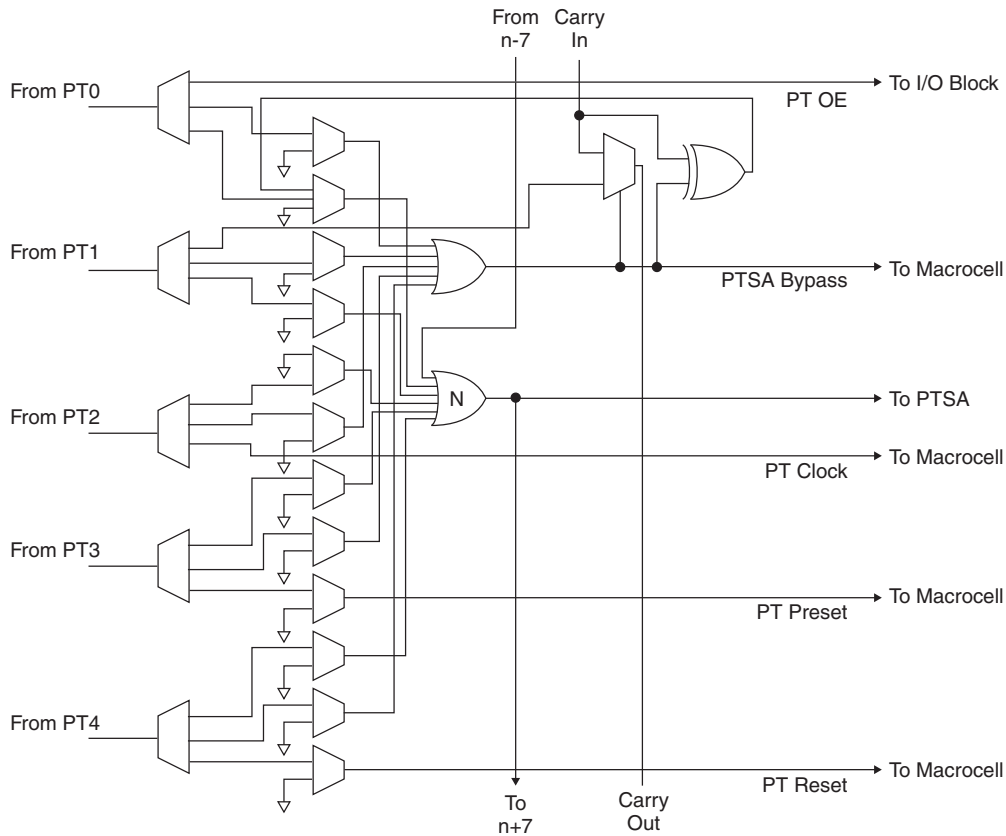 From
n-7
Carry
In
From PT0
To I/O Block
PT OE
From PT1
To Macrocell
PTSA Bypass
N
From PT2
To PTSA
To Macrocell
PT Clock
From PT3
To Macrocell
PT Preset
From PT4
To Macrocell
PT Reset
To
n+7
Carry
Out